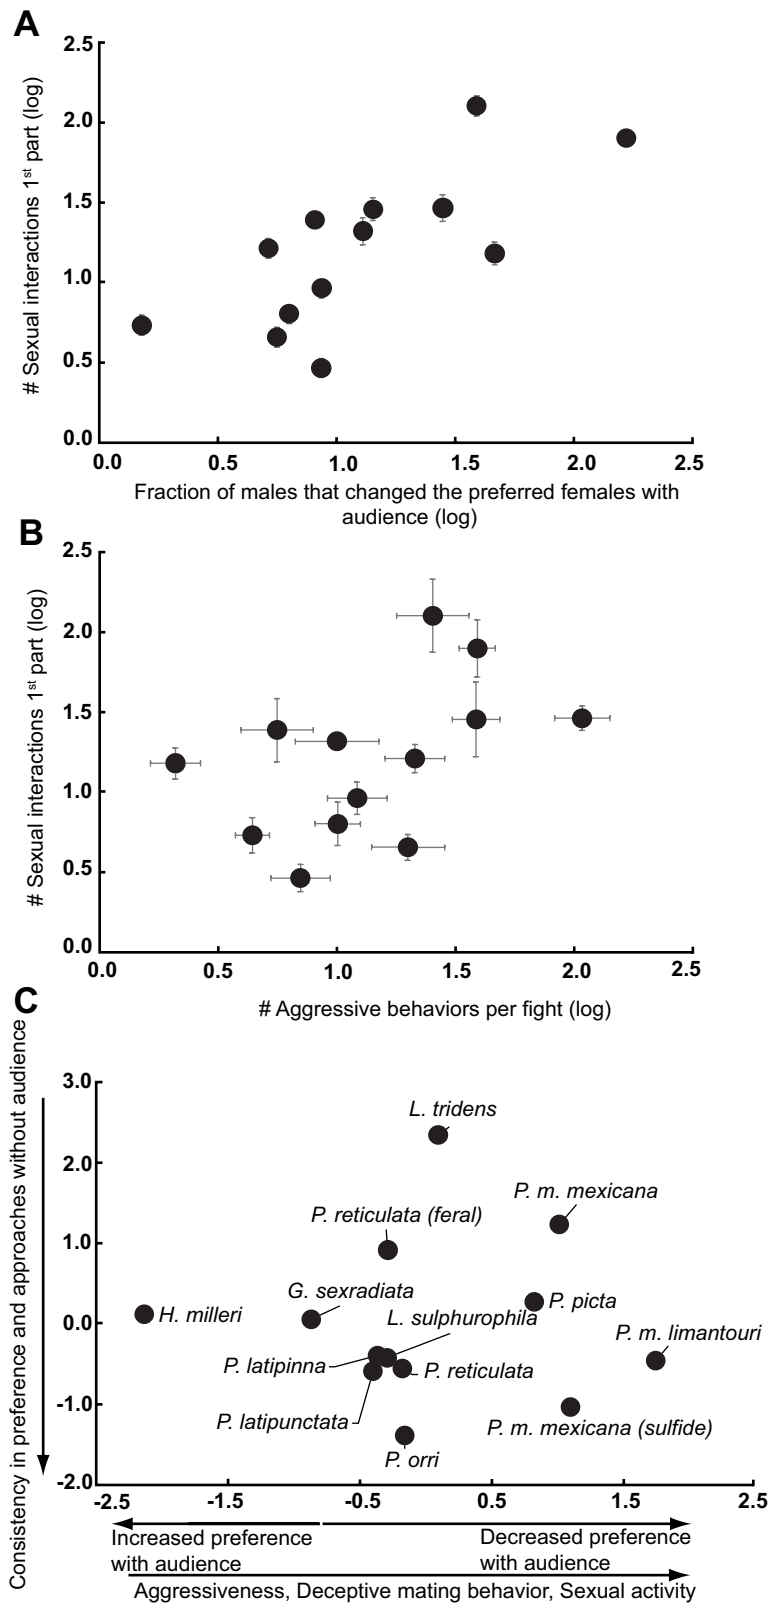 A
# Sexual interactions 1st part (log)
2.5
2.0
1.5
1.0
0.5
0.0
0.0 0.5 1.0 1.5 2.0 2.5
Fraction of males that changed the preferred females with
audience (log)
B
# Sexual interactions 1st part (log)
2.5
2.0
1.5
1.0
0.5
0.0
0.0 0.5 1.0 1.5 2.0 2.5
# Aggressive behaviors per fight (log)
C
Consistency in preference and approaches without audience
3.0
2.0
1.0
0.0
-1.0
-2.0
L. tridens
P. m. mexicana
P. reticulata (feral)
G. sexradiata
H. milleri
P. picta
L. sulphurophila
P. m. limantouri
P. latipinna
P. reticulata
P. latipunctata
P. m. mexicana (sulfide)
P. orri
-2.5 -1.5 -0.5 0.5 1.5 2.5
Increased preference
with audience
Decreased preference
with audience
Aggressiveness, Deceptive mating behavior, Sexual activity